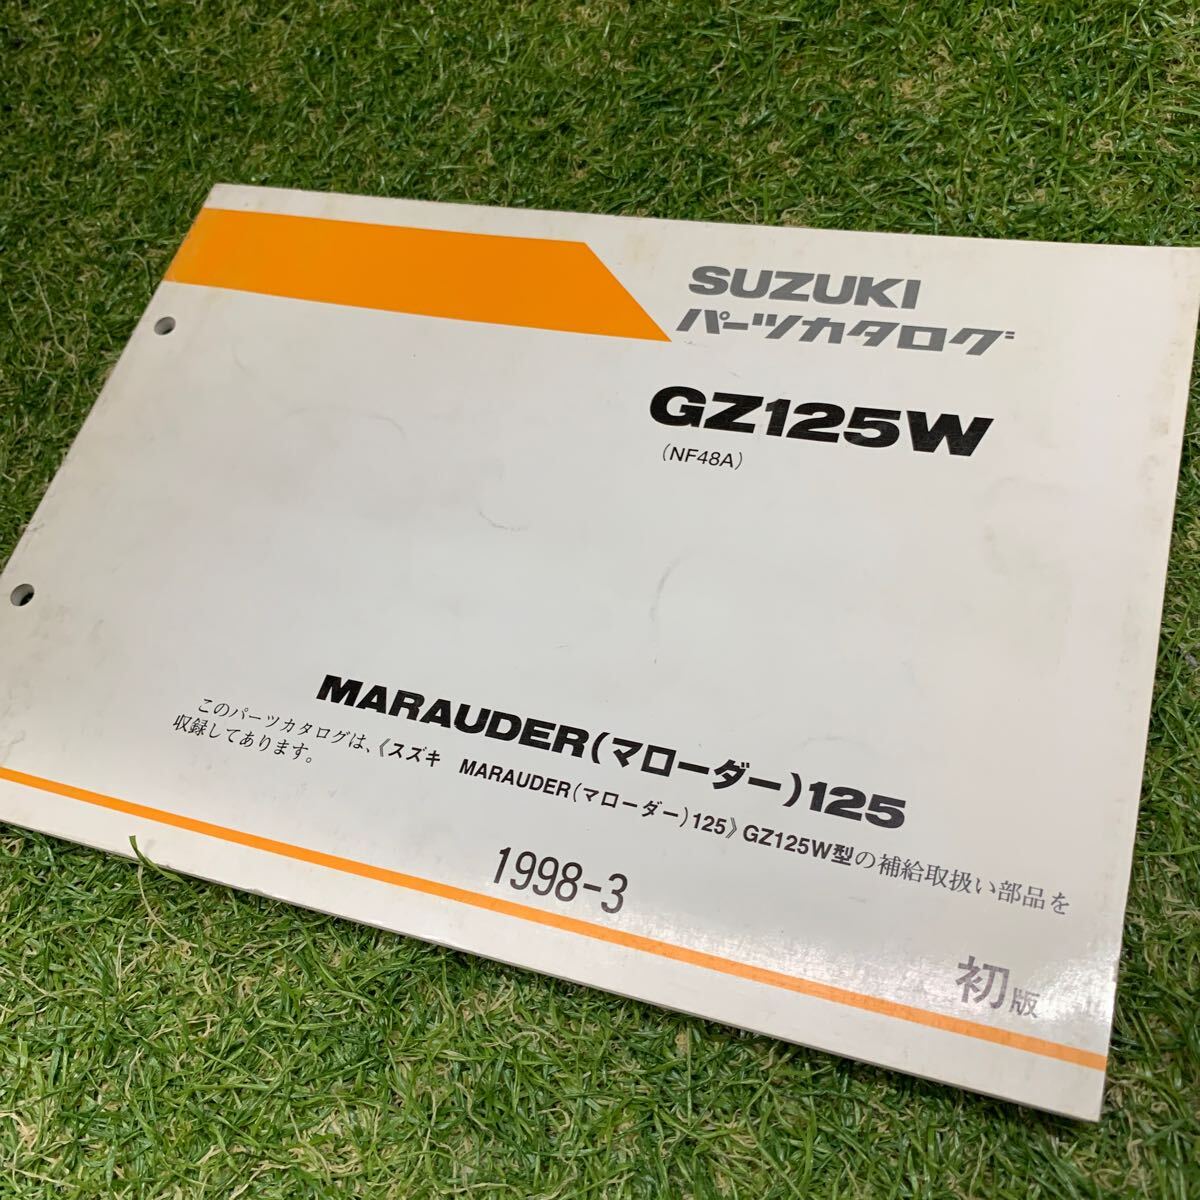 SUZUKI
パーツカタログ
GZ125W
(NF48A)
MARAUDER(マローダー)125
このパーツカタログは、《スズキ　MARAUDER(マローダー)125》GZ125W型の補給取扱い部品を
収録してあります。
1998-3
初版